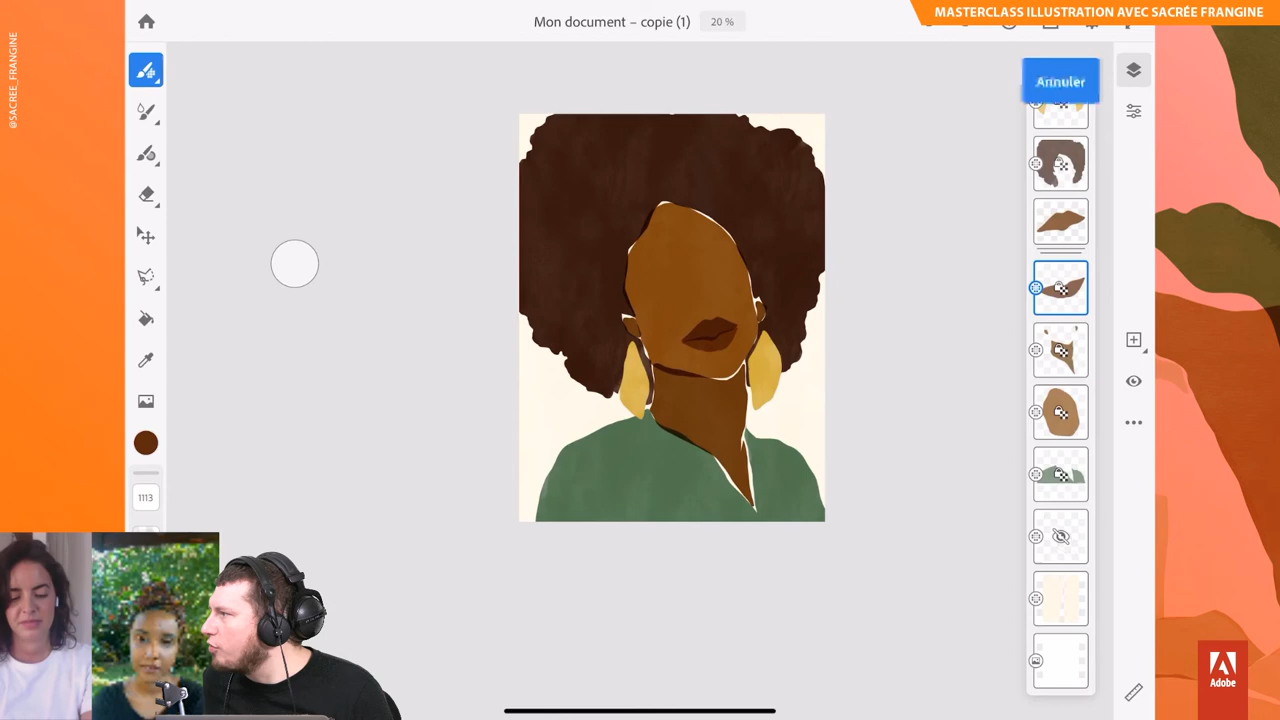 MASTERCLASS ILLUSTRATION AVEC SACRÉE FRANGINE
@SACREE_FRANGINE
Mon document – copie (1)
20 %
Annuler
1113
Adobe